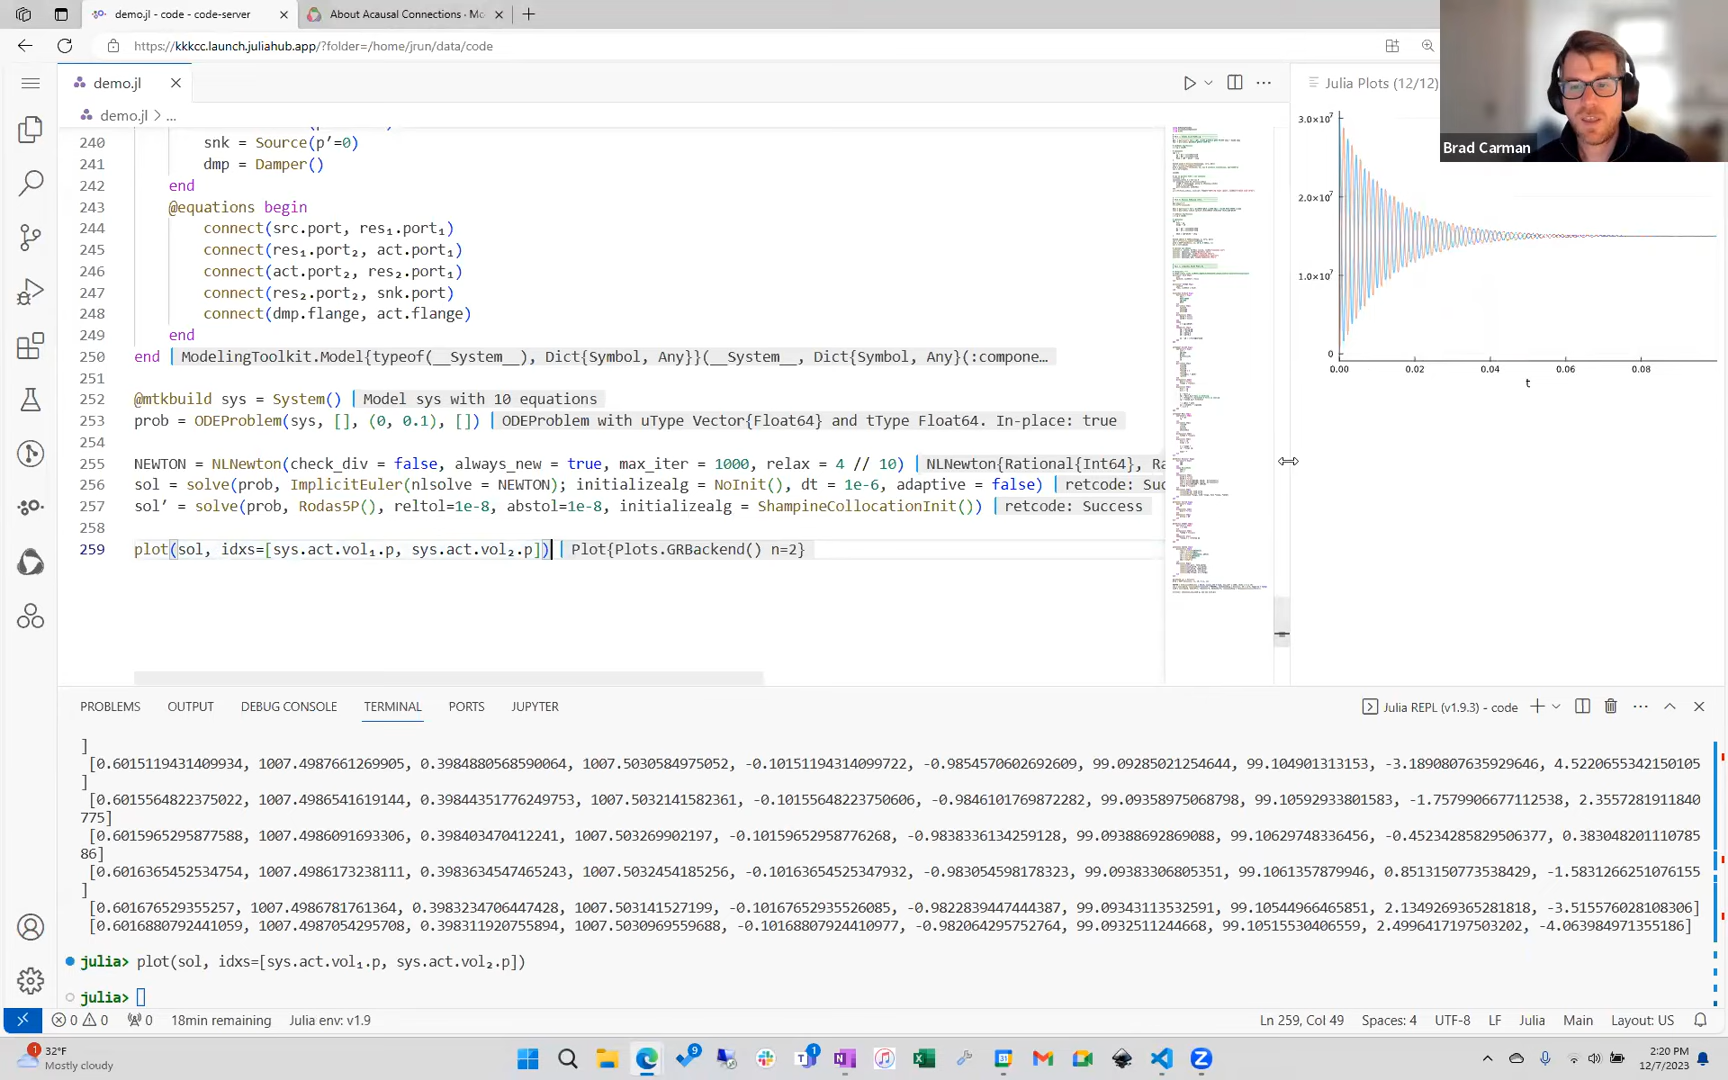 demo.jl - code - code-server
About Acausal Connections · Mo
https://kkkcc.launch.juliahub.app/?folder=/home/jrun/data/code
demo.jl
demo.jl > ...
Julia Plots (12/12)
Brad Carman
240 snk = Source(p′=0)
241 dmp = Damper()
242 end
243 @equations begin
244 connect(src.port, res₁.port₁)
245 connect(res₁.port₂, act.port₁)
246 connect(act.port₂, res₂.port₁)
247 connect(res₂.port₂, snk.port)
248 connect(dmp.flange, act.flange)
249 end
250 end ModelingToolkit.Model{typeof(__System__), Dict{Symbol, Any}}(__System__, Dict{Symbol, Any}(:compone…
251
252 @mtkbuild sys = System() Model sys with 10 equations
253 prob = ODEProblem(sys, [], (0, 0.1), []) ODEProblem with uType Vector{Float64} and tType Float64. In-place: true
254
255 NEWTON = NLNewton(check_div = false, always_new = true, max_iter = 1000, relax = 4 // 10) NLNewton{Rational{Int64}, Ra
256 sol = solve(prob, ImplicitEuler(nlsolve = NEWTON); initializealg = NoInit(), dt = 1e-6, adaptive = false) retcode: Suc
257 sol′ = solve(prob, Rodas5P(), reltol=1e-8, abstol=1e-8, initializealg = ShampineCollocationInit()) retcode: Success
258
259 plot(sol, idxs=[sys.act.vol₁.p, sys.act.vol₂.p]) Plot{Plots.GRBackend() n=2}
3.0×10⁷
2.0×10⁷
1.0×10⁷
0
0.00 0.02 0.04 0.06 0.08
t
PROBLEMS OUTPUT DEBUG CONSOLE TERMINAL PORTS JUPYTER
Julia REPL (v1.9.3) - code
]
[0.6015119431409934, 1007.4987661269905, 0.3984880568590064, 1007.5030584975052, -0.10151194314099722, -0.9854570602692609, 99.09285021254644, 99.104901313153, -3.1890807635929646, 4.5220655342150105
]
[0.6015564822375022, 1007.4986541619144, 0.39844351776249753, 1007.5032141582361, -0.10155648223750606, -0.9846101769872282, 99.09358975068798, 99.10592933801583, -1.7579906677112538, 2.3557281911840
775]
[0.6015965295877588, 1007.4986091693306, 0.398403470412241, 1007.503269902197, -0.10159652958776268, -0.9838336134259128, 99.09388692869088, 99.10629748336456, -0.45234285829506377, 0.383048201110785
86]
[0.6016365452534754, 1007.4986173238111, 0.3983634547465243, 1007.5032454185256, -0.10163654525347932, -0.983054598178323, 99.09383306805351, 99.1061357879946, 0.8513150773538429, -1.5831266251076155
]
[0.601676529355257, 1007.4986781761364, 0.3983234706447428, 1007.503141527199, -0.10167652935526085, -0.9822839447444387, 99.09343113532591, 99.10544966465851, 2.1349269365281818, -3.515576028108306]
[0.6016880792441059, 1007.4987054295708, 0.398311920755894, 1007.5030969559688, -0.10168807924410977, -0.982064295752764, 99.0932511244668, 99.10515530406559, 2.4996417197503202, -4.063984971355186]
julia> plot(sol, idxs=[sys.act.vol₁.p, sys.act.vol₂.p])
julia>
0 0 0 18min remaining Julia env: v1.9 Ln 259, Col 49 Spaces: 4 UTF-8 LF Julia Main Layout: US
1
32°F
Mostly cloudy
9
1
2:20 PM
12/7/2023